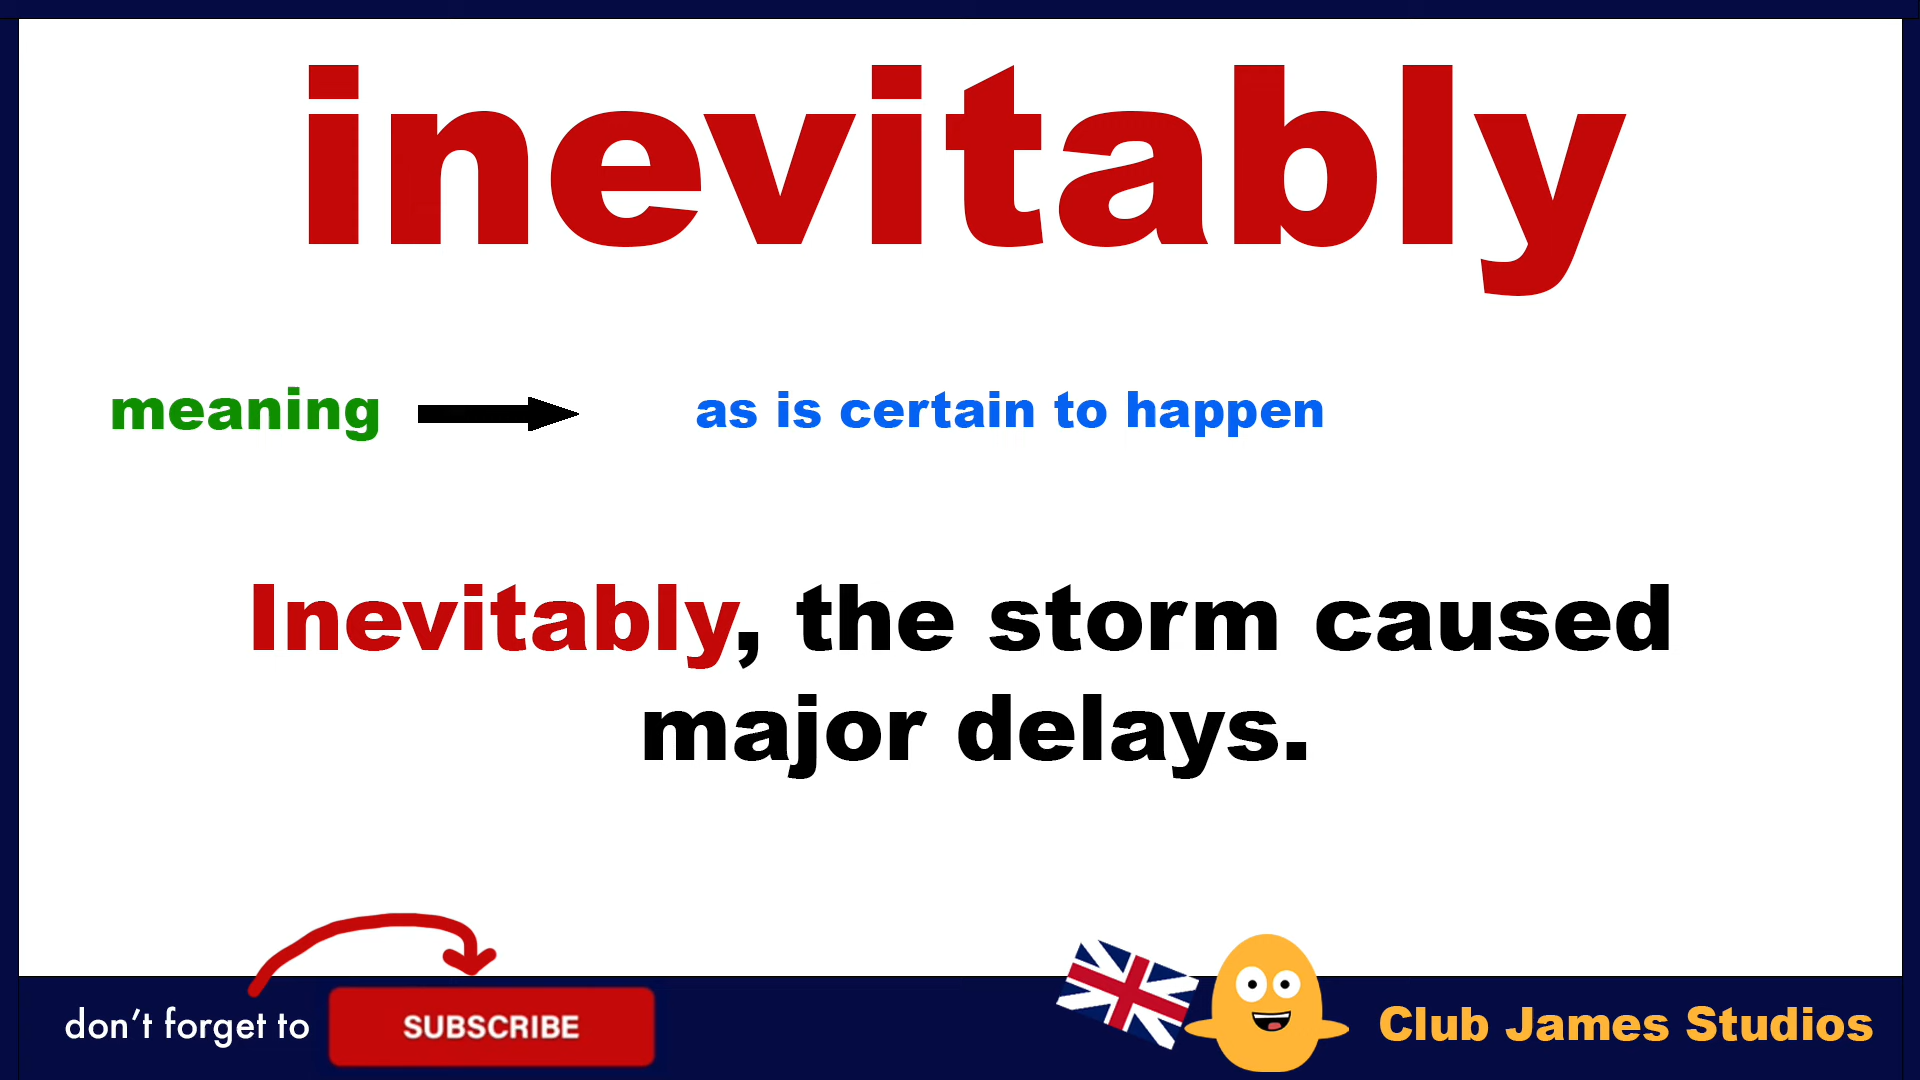 inevitably
meaning as is certain to happen
Inevitably, the storm caused
major delays.
don't forget to SUBSCRIBE Club James Studios